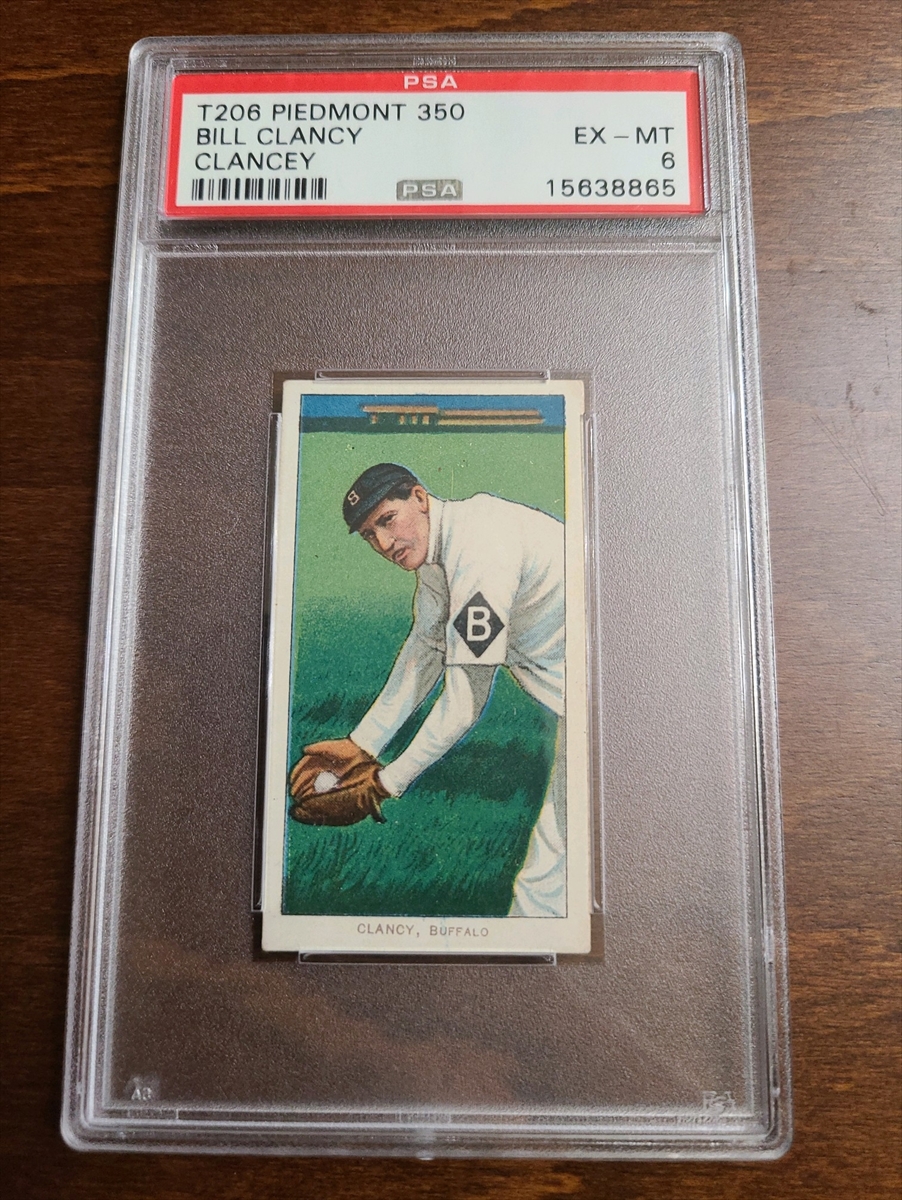 PSA
T206 PIEDMONT 350
BILL CLANCY EX – MT
CLANCEY 6
PSA 15638865
B
B
CLANCY, BUFFALO